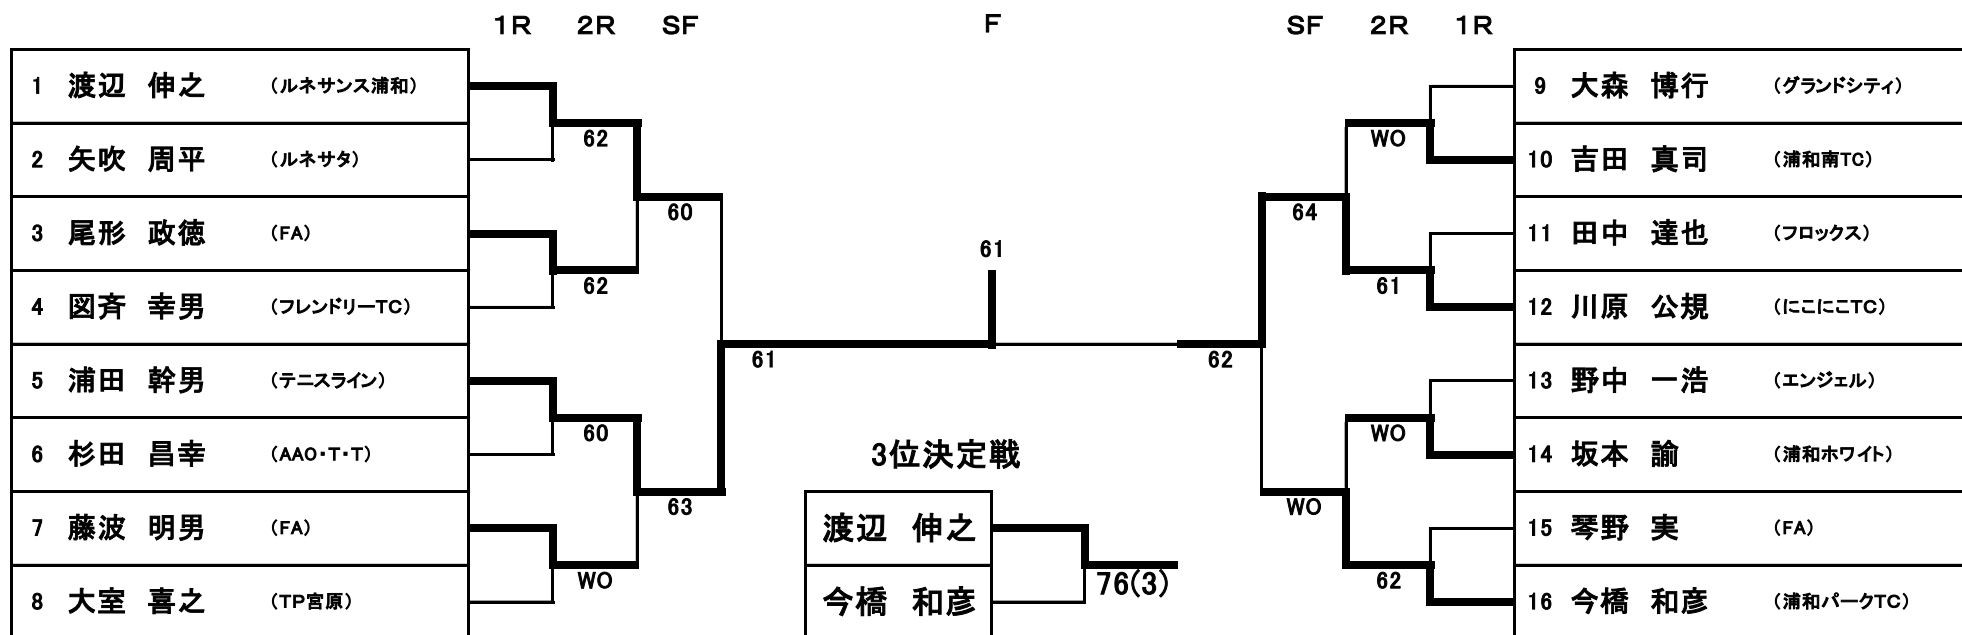 1R 2R SF F SF 2R 1R
1 渡辺 伸之 (ルネサンス浦和)
2 矢吹 周平 (ルネサタ)
3 尾形 政徳 (FA)
4 図斉 幸男 (フレンドリーTC)
5 浦田 幹男 (テニスライン)
6 杉田 昌幸 (AAO・T・T)
7 藤波 明男 (FA)
8 大室 喜之 (TP宮原)
62
62
60
WO
60
63
61
61
62
64
WO
WO
61
WO
62
3位決定戦
渡辺 伸之
今橋 和彦
76(3)
9 大森 博行 (グランドシティ)
10 吉田 真司 (浦和南TC)
11 田中 達也 (フロックス)
12 川原 公規 (にこにこTC)
13 野中 一浩 (エンジェル)
14 坂本 諭 (浦和ホワイト)
15 琴野 実 (FA)
16 今橋 和彦 (浦和パークTC)